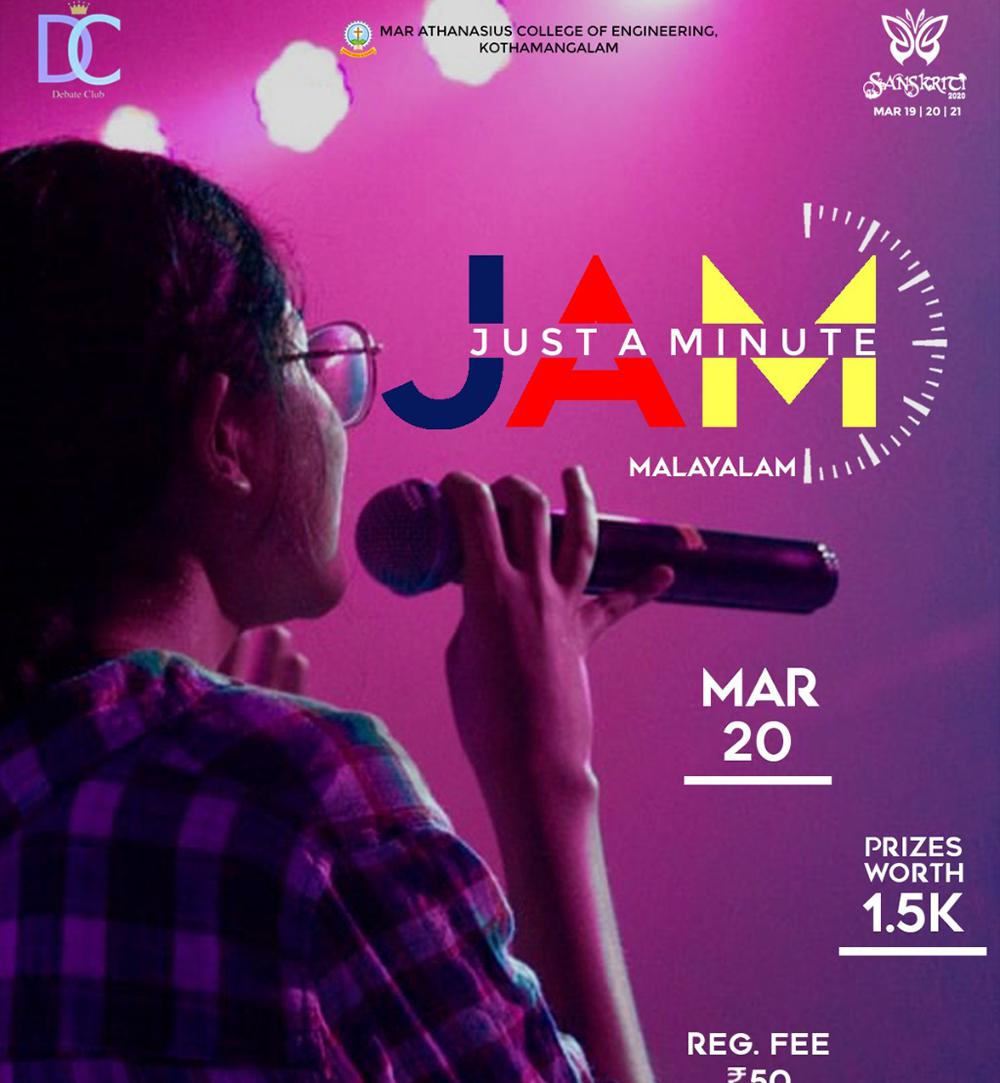 DC
Debate Club
MAR ATHANASIUS COLLEGE OF ENGINEERING,
KOTHAMANGALAM
SANSKRITI
2020
MAR 19 | 20 | 21
JAM
JUST A MINUTE
MALAYALAM
MAR
20
PRIZES
WORTH
1.5K
REG. FEE
₹50